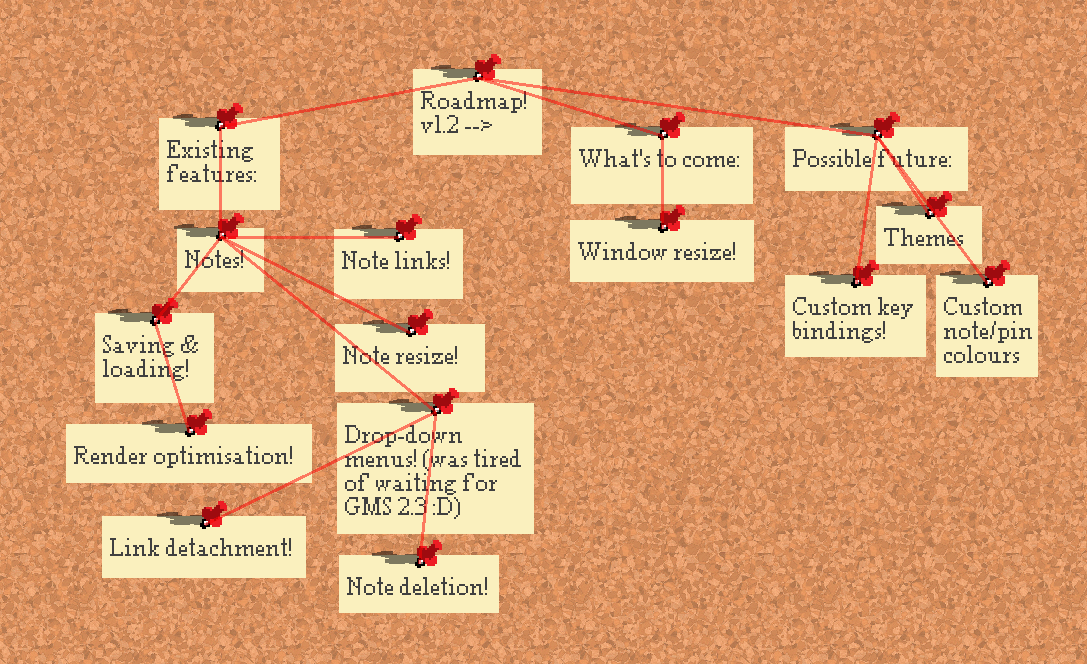 Roadmap!
v1.2 -->
Existing
features:
What's to come:
Possible future:
Notes!
Note links!
Window resize!
Themes
Saving &
loading!
Note resize!
Custom key
bindings!
Custom
note/pin
colours
Render optimisation!
Drop-down
menus! (was tired
of waiting for
GMS 2.3 :D)
Link detachment!
Note deletion!